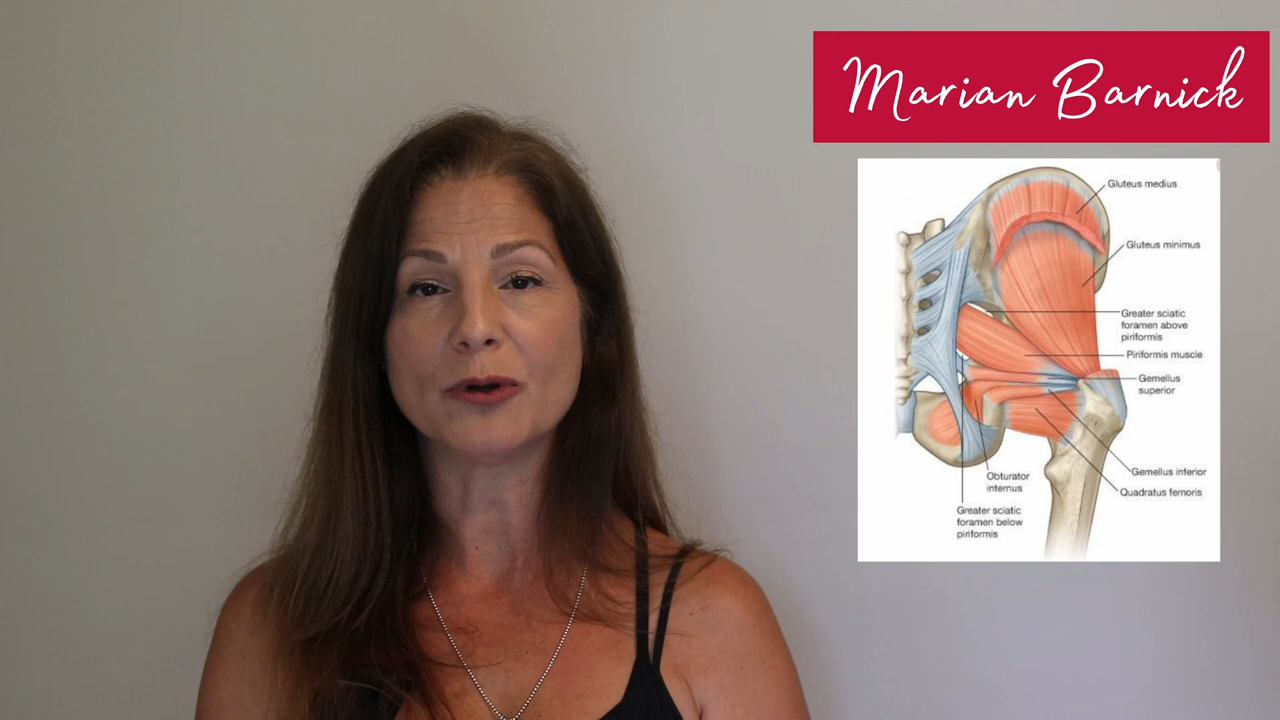 Marian Barnick
Gluteus medius
Gluteus minimus
Greater sciatic
foramen above
piriformis
Piriformis muscle
Gemellus
superior
Gemellus inferior
Quadratus femoris
Obturator
internus
Greater sciatic
foramen below
piriformis